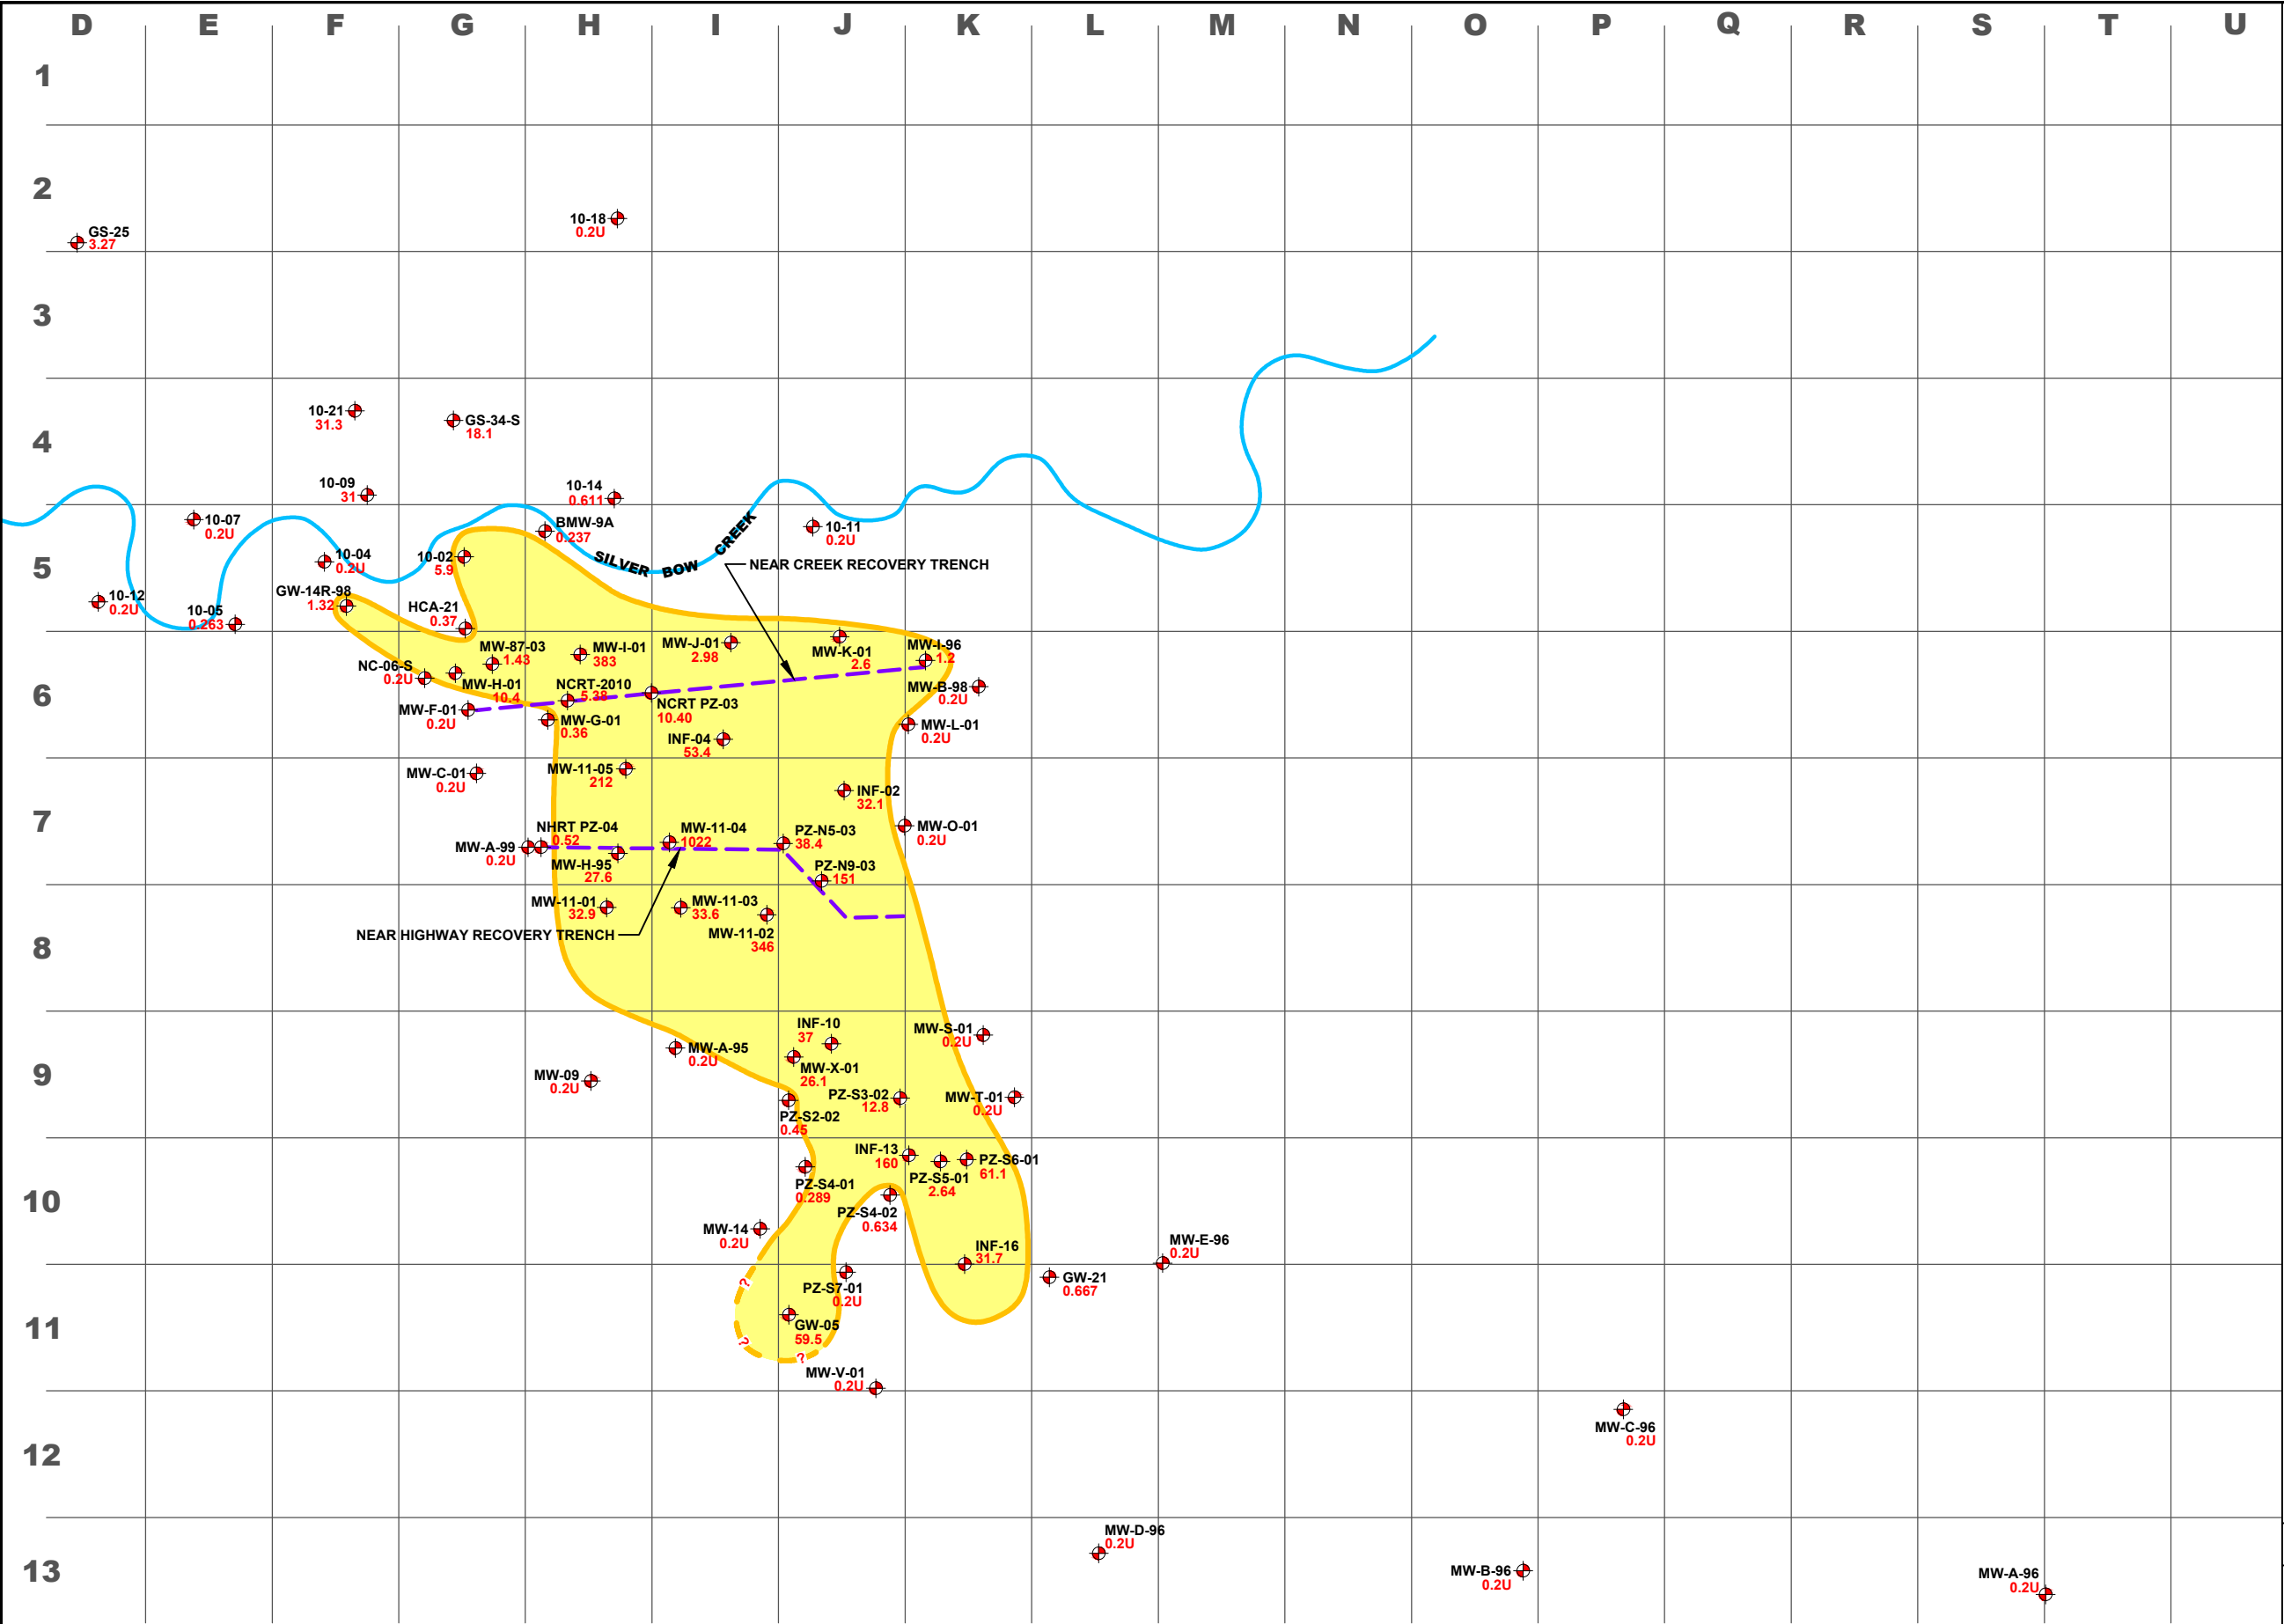 D E F G H I J K L M N O P Q R S T U
1
2
10-18
0.2U
GS-25
3.27
3
4
10-21
31.3
GS-34-S
18.1
10-09
31
10-14
0.611
5
10-07
0.2U
BMW-9A
0.237
10-11
0.2U
SILVER BOW CREEK
10-04
0.2U
10-02
5.9
NEAR CREEK RECOVERY TRENCH
GW-14R-98
1.32
10-12
0.2U
10-05
0.263
HCA-21
0.37
6
MW-87-03
1.43
MW-I-01
383
MW-J-01
2.98
MW-K-01
2.6
MW-I-96
1.2
NC-06-S
0.2U
MW-H-01
10.4
NCRT-2010
5.38
MW-B-98
0.2U
MW-F-01
0.2U
NCRT PZ-03
10.40
MW-G-01
0.36
MW-L-01
0.2U
INF-04
53.4
7
MW-C-01
0.2U
MW-11-05
212
INF-02
32.1
NHRT PZ-04
0.52
MW-11-04
1022
PZ-N5-03
38.4
MW-O-01
0.2U
MW-A-99
0.2U
MW-H-95
27.6
PZ-N9-03
151
8
MW-11-01
32.9
MW-11-03
33.6
MW-11-02
346
NEAR HIGHWAY RECOVERY TRENCH
9
INF-10
37
MW-S-01
0.2U
MW-A-95
0.2U
MW-X-01
26.1
MW-09
0.2U
PZ-S3-02
12.8
MW-T-01
0.2U
PZ-S2-02
0.45
10
INF-13
160
PZ-S6-01
61.1
PZ-S5-01
2.64
PZ-S4-01
0.289
PZ-S4-02
0.634
MW-14
0.2U
INF-16
31.7
MW-E-96
0.2U
11
?
PZ-S7-01
0.2U
GW-21
0.667
GW-05
59.5
?
?
MW-V-01
0.2U
12
MW-C-96
0.2U
13
MW-D-96
0.2U
MW-B-96
0.2U
MW-A-96
0.2U